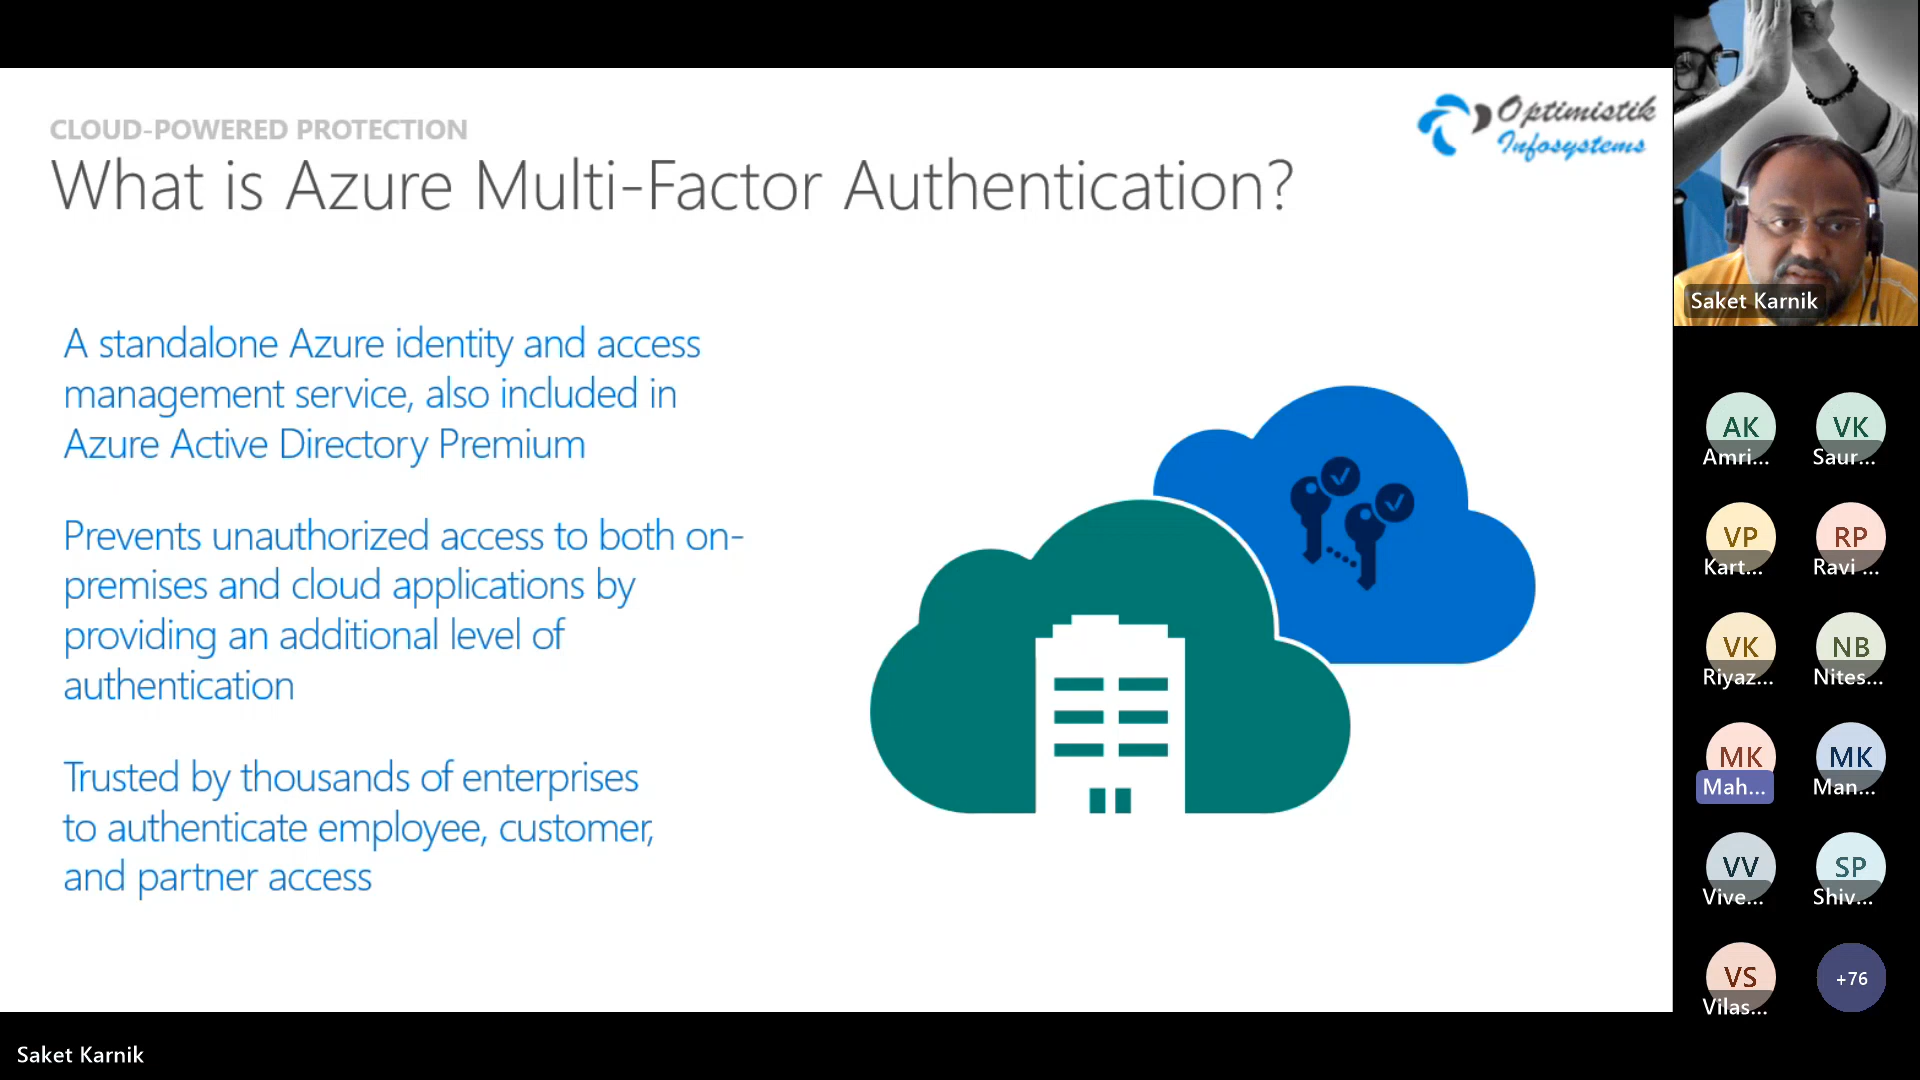 CLOUD-POWERED PROTECTION
What is Azure Multi-Factor Authentication?
Optimistik
Infosystems
A standalone Azure identity and access
management service, also included in
Azure Active Directory Premium
Prevents unauthorized access to both on-
premises and cloud applications by
providing an additional level of
authentication
Trusted by thousands of enterprises
to authenticate employee, customer,
and partner access
Saket Karnik
AK
Amri...
VK
Saur...
VP
Kart...
RP
Ravi ...
VK
Riyaz...
NB
Nites...
MK
Mah...
MK
Man...
VV
Vive...
SP
Shiv...
VS
Vilas...
+76
Saket Karnik